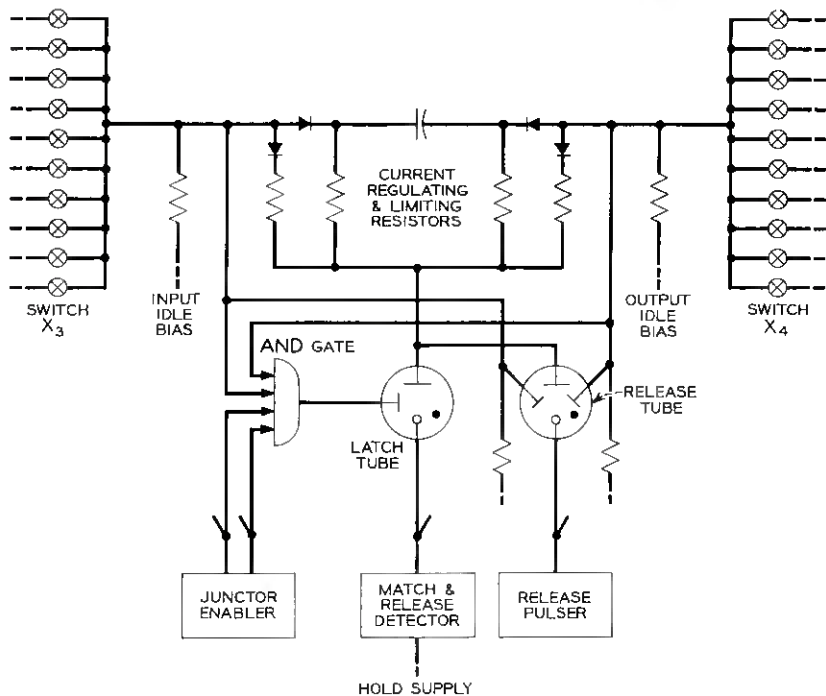 CURRENT
REGULATING
& LIMITING
RESISTORS
SWITCH
X3
INPUT
IDLE
BIAS
OUTPUT
IDLE
BIAS
SWITCH
X4
AND GATE
RELEASE
TUBE
LATCH
TUBE
JUNCTOR
ENABLER
MATCH &
RELEASE
DETECTOR
RELEASE
PULSER
HOLD SUPPLY